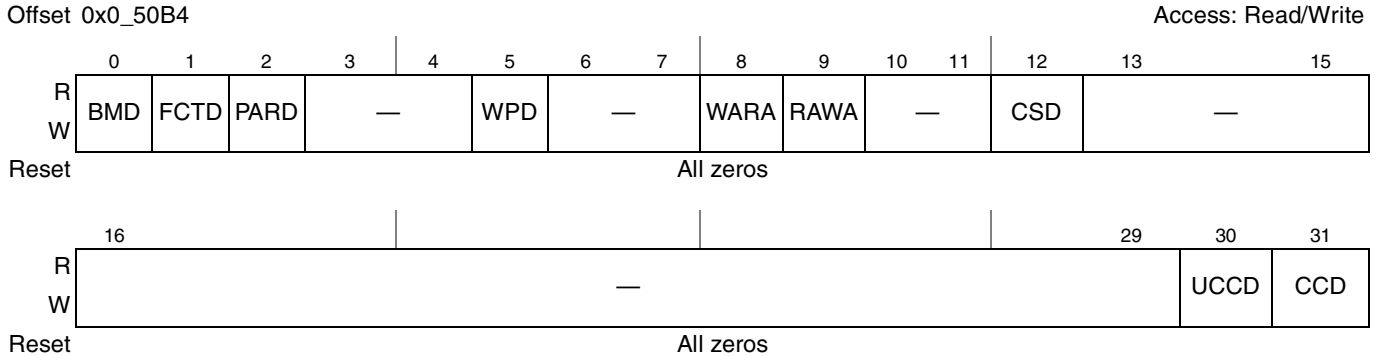 Offset 0x0_50B4 Access: Read/Write
0 1 2 3 4 5 6 7 8 9 10 11 12 13 15
R
BMD FCTD PARD — WPD — WARA RAWA — CSD —
W
Reset All zeros
16 29 30 31
R
— UCCD CCD
W
Reset All zeros